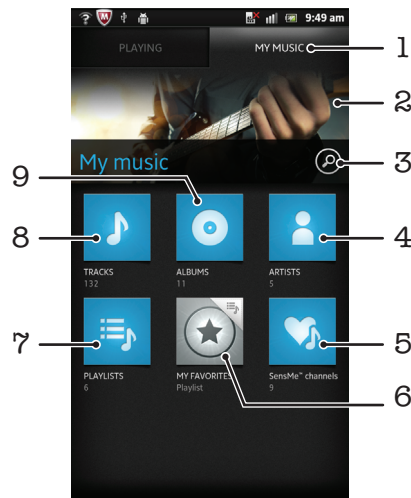 9:49 am
PLAYING MY MUSIC 1
2
My music 3
9
8 4
TRACKS ALBUMS ARTISTS
132 11 5
7 5
PLAYLISTS MY FAVORITES SensMe™ channels
6 Playlist 9
6